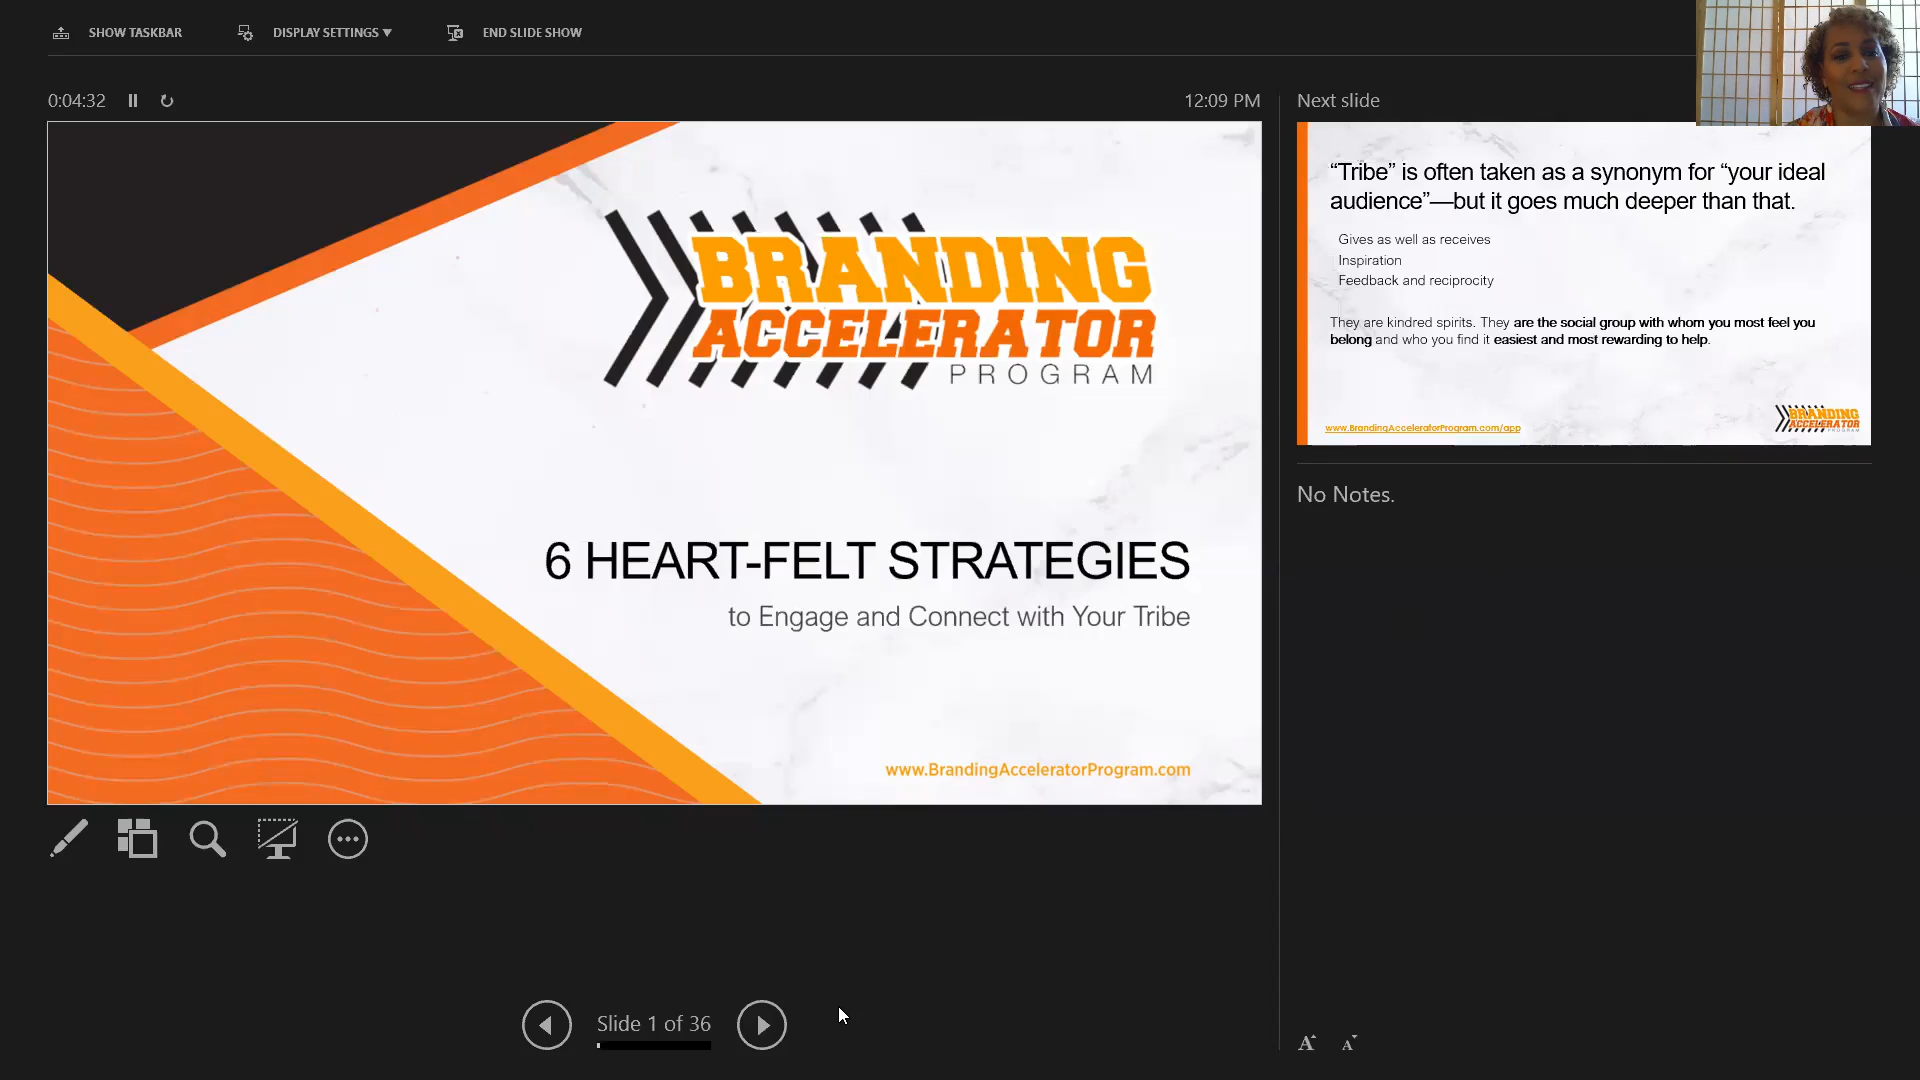 SHOW TASKBAR
DISPLAY SETTINGS ▼
END SLIDE SHOW
0:04:32
12:09 PM
Next slide
BRANDING
ACCELERATOR
PROGRAM
6 HEART-FELT STRATEGIES
to Engage and Connect with Your Tribe
www.BrandingAcceleratorProgram.com
“Tribe” is often taken as a synonym for “your ideal
audience”—but it goes much deeper than that.
Gives as well as receives
Inspiration
Feedback and reciprocity
They are kindred spirits. They are the social group with whom you most feel you
belong and who you find it easiest and most rewarding to help.
www.BrandingAcceleratorProgram.com/app
BRANDING
ACCELERATOR
PROGRAM
No Notes.
Slide 1 of 36
A A